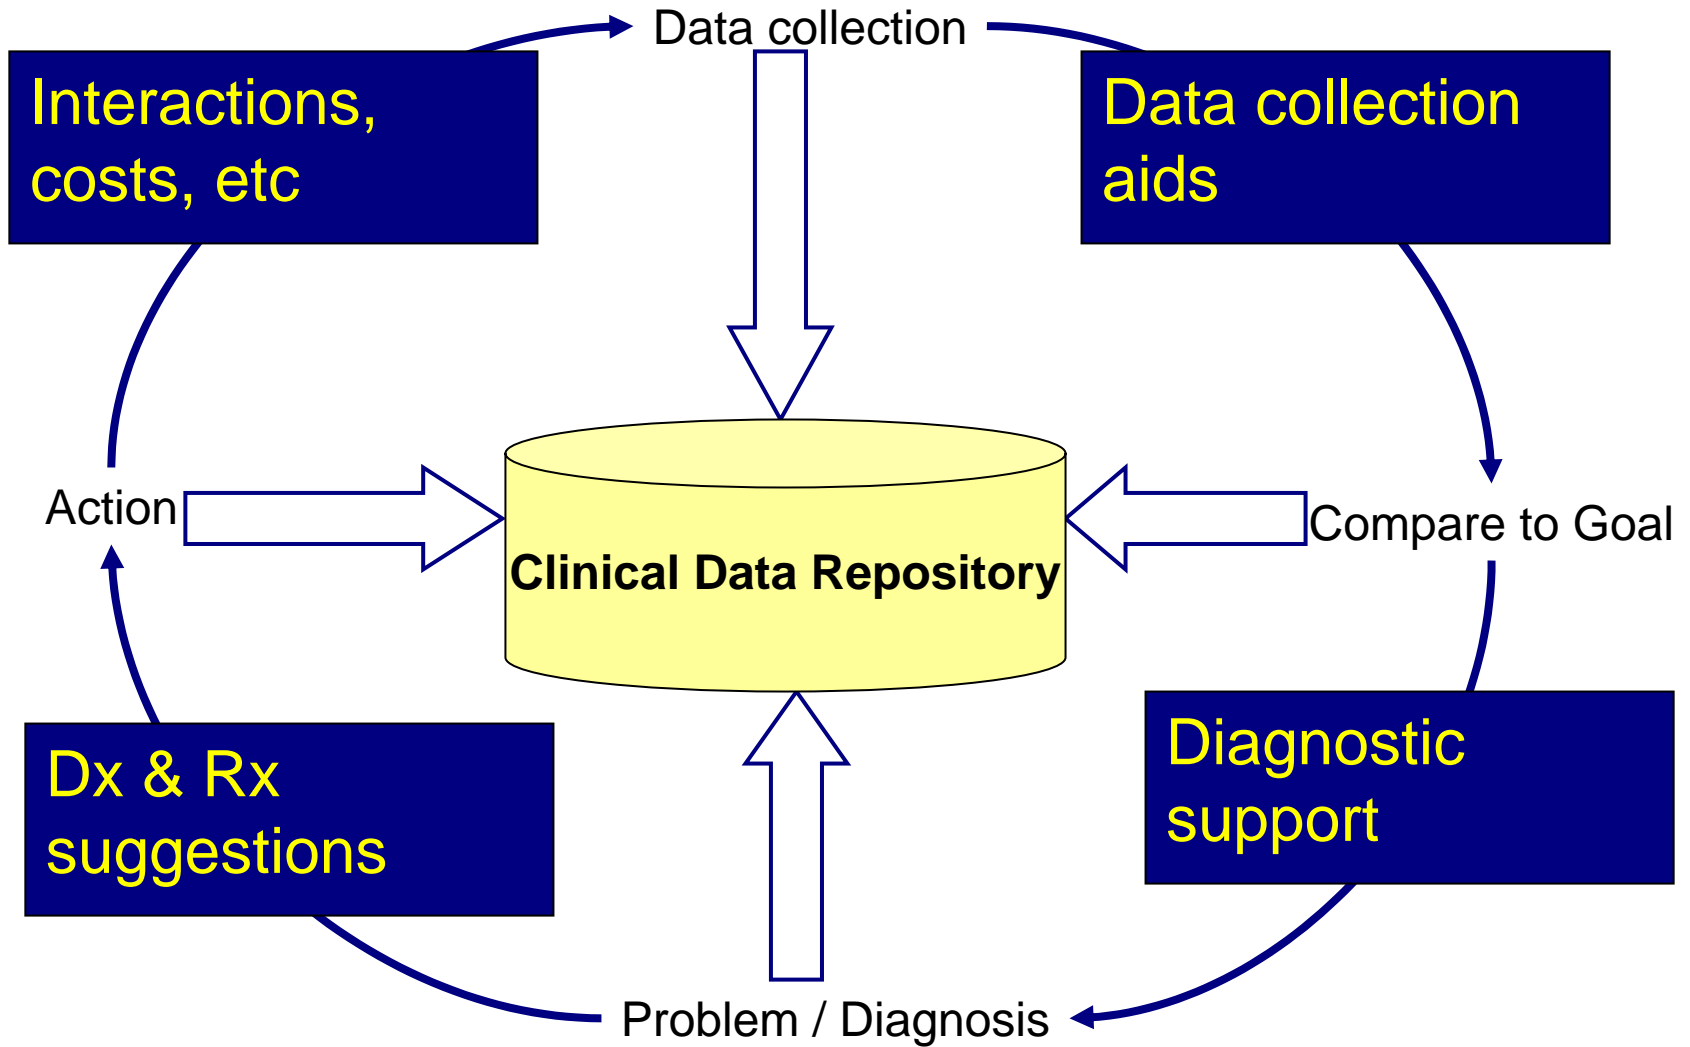 Data collection
Interactions,
costs, etc
Data collection
aids
Action
Compare to Goal
Clinical Data Repository
Dx & Rx
suggestions
Diagnostic
support
Problem / Diagnosis